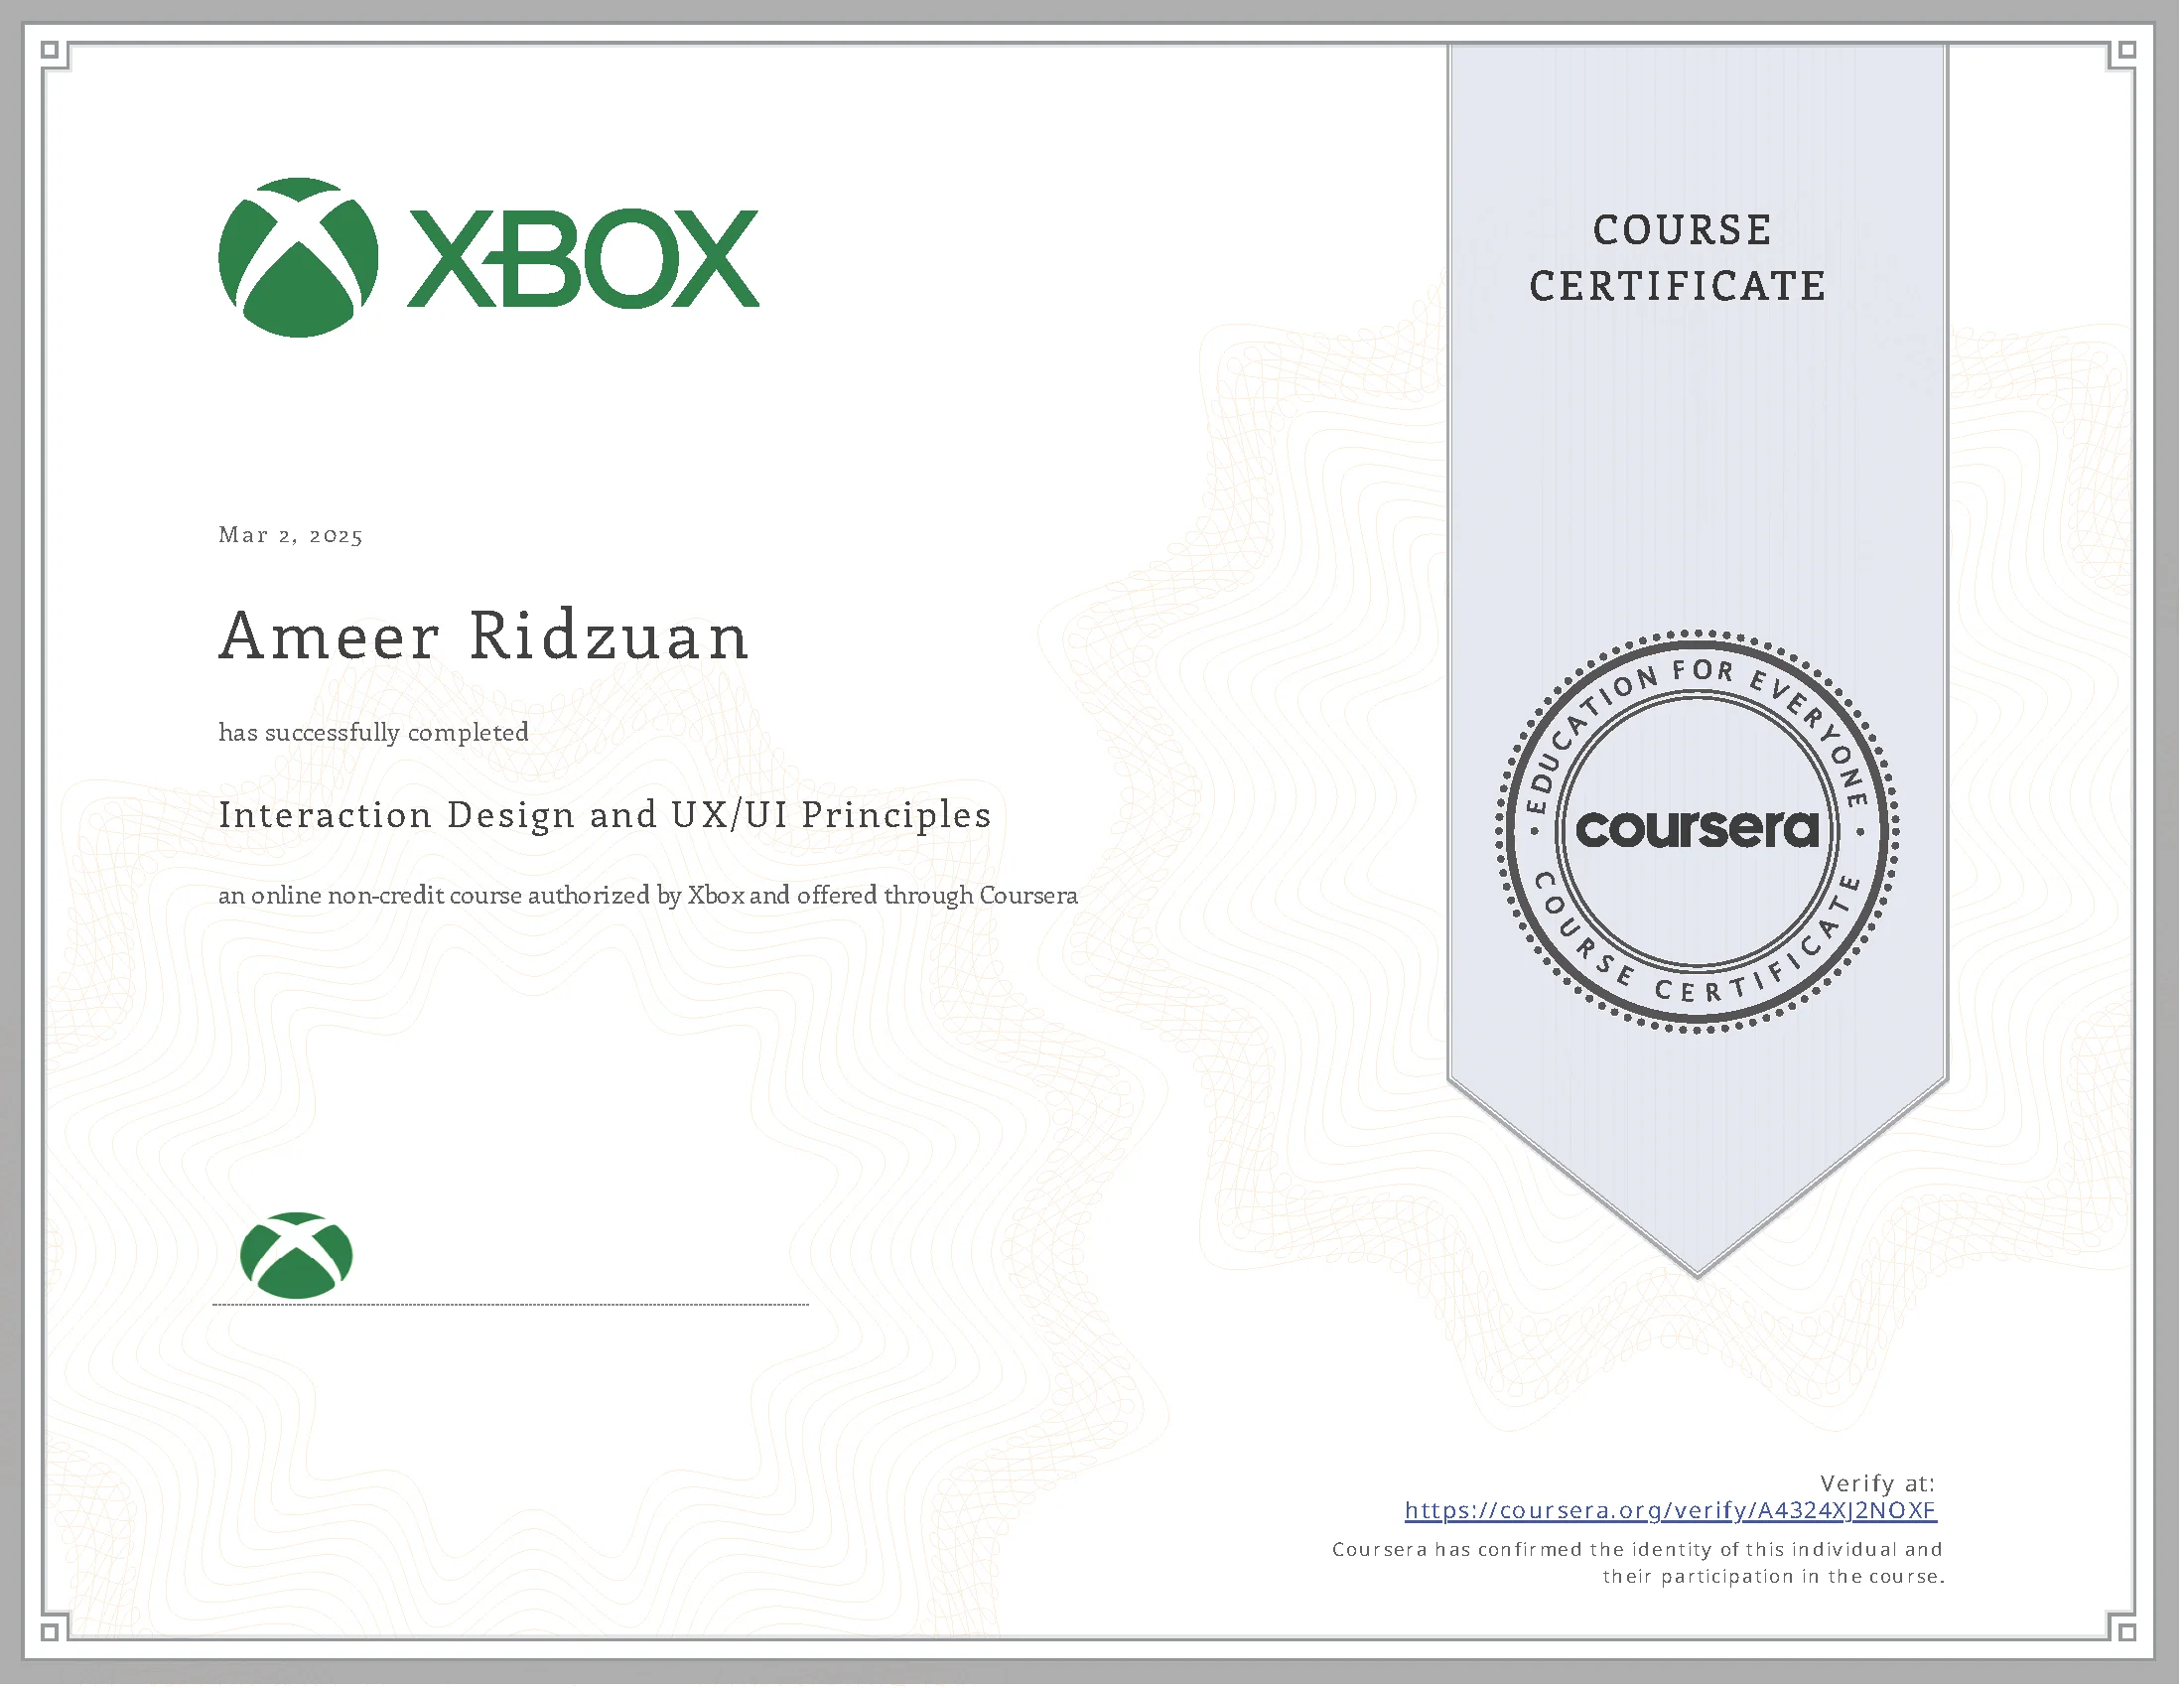 XBOX
COURSE
CERTIFICATE
Mar 2, 2025
Ameer Ridzuan
has successfully completed
Interaction Design and UX/UI Principles
an online non-credit course authorized by Xbox and offered through Coursera
EDUCATION FOR EVERYONE
coursera
COURSE CERTIFICATE
Verify at:
https://coursera.org/verify/A4324XJ2NOXF
Coursera has confirmed the identity of this individual and
their participation in the course.